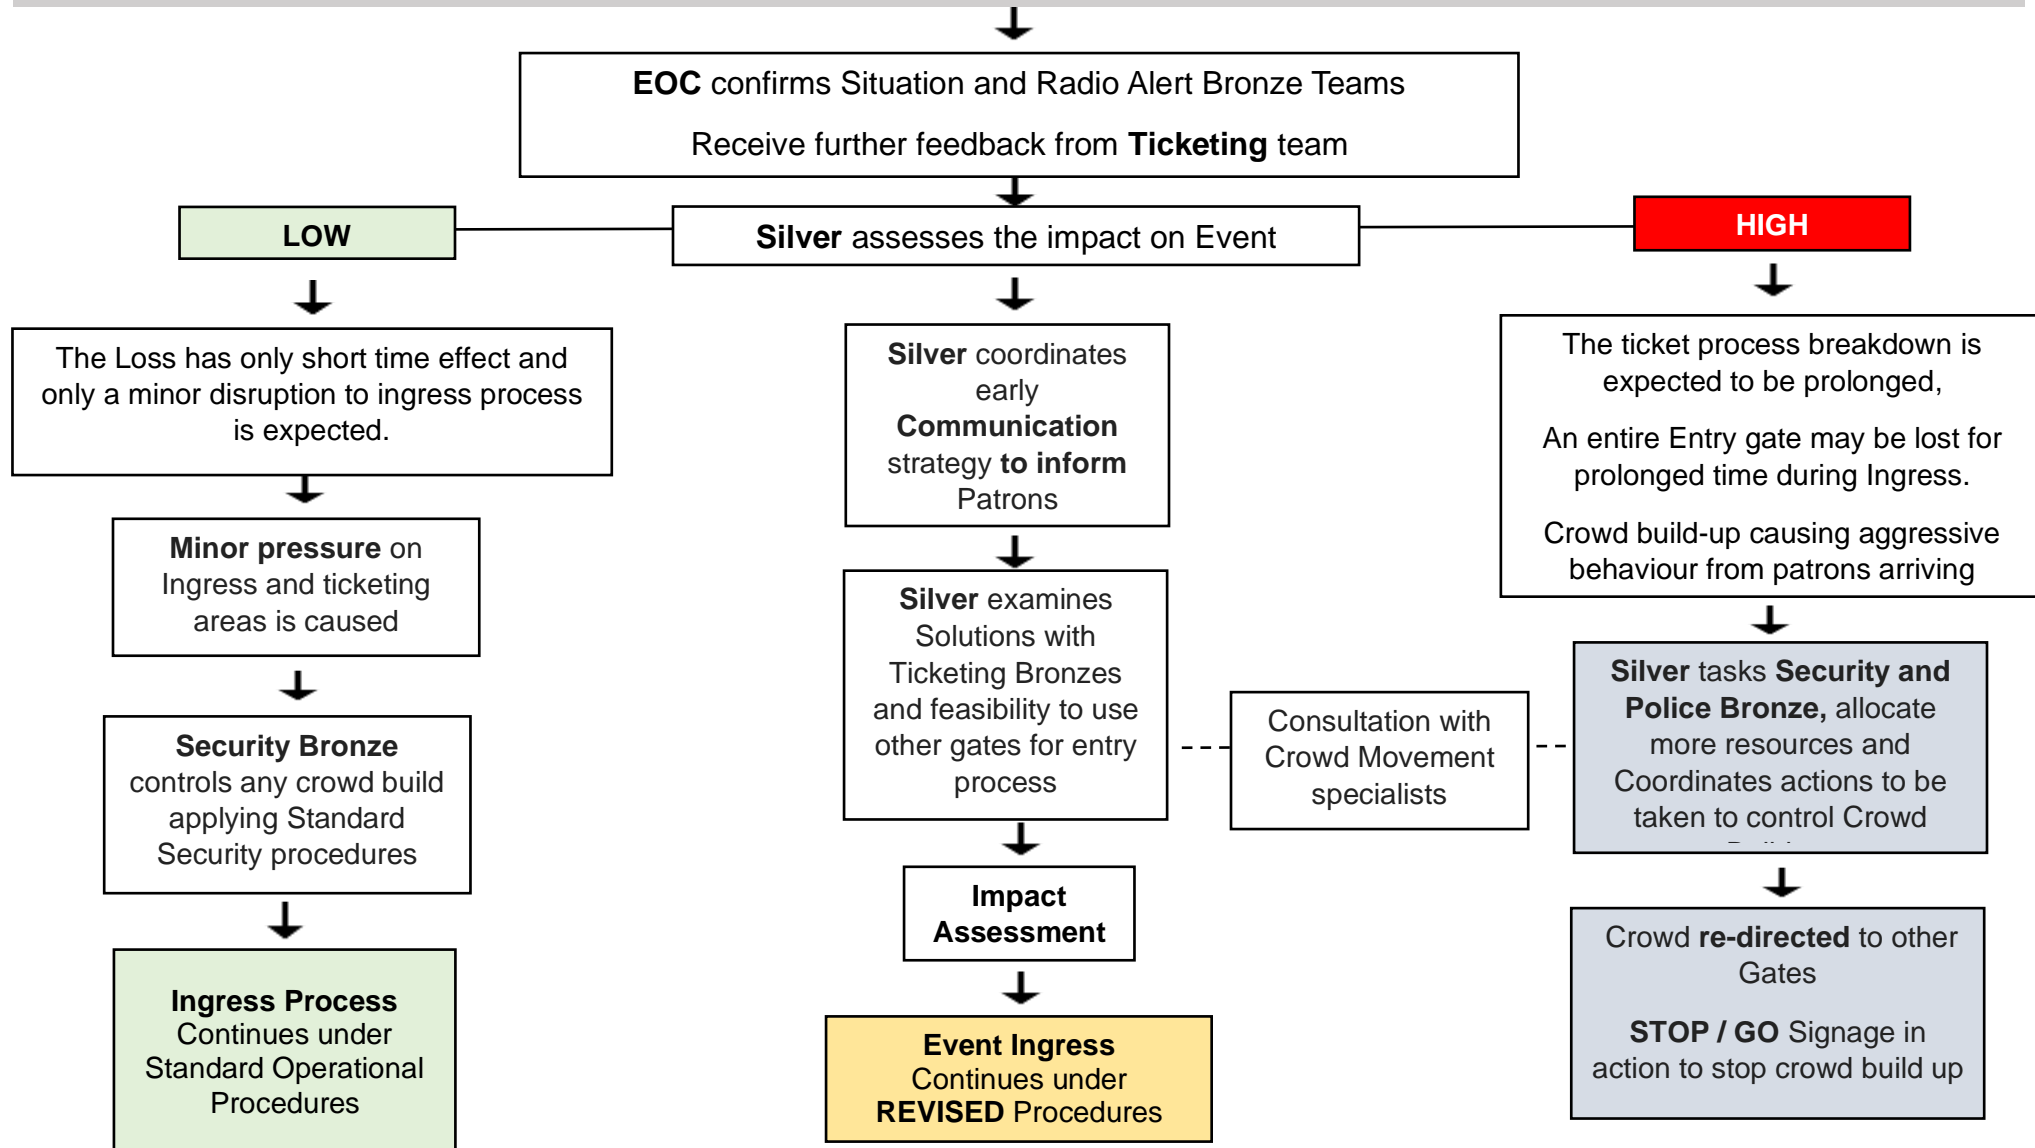 EOC confirms Situation and Radio Alert Bronze Teams
Receive further feedback from Ticketing team
LOW
Silver assesses the impact on Event
HIGH
The Loss has only short time effect and
only a minor disruption to ingress process
is expected.
Minor pressure on
Ingress and ticketing
areas is caused
Security Bronze
controls any crowd build
applying Standard
Security procedures
Ingress Process
Continues under
Standard Operational
Procedures
Silver coordinates
early
Communication
strategy to inform
Patrons
Silver examines
Solutions with
Ticketing Bronzes
and feasibility to use
other gates for entry
process
Impact
Assessment
Event Ingress
Continues under
REVISED Procedures
Consultation with
Crowd Movement
specialists
The ticket process breakdown is
expected to be prolonged,
An entire Entry gate may be lost for
prolonged time during Ingress.
Crowd build-up causing aggressive
behaviour from patrons arriving
Silver tasks Security and
Police Bronze, allocate
more resources and
Coordinates actions to be
taken to control Crowd
Crowd re-directed to other
Gates
STOP / GO Signage in
action to stop crowd build up